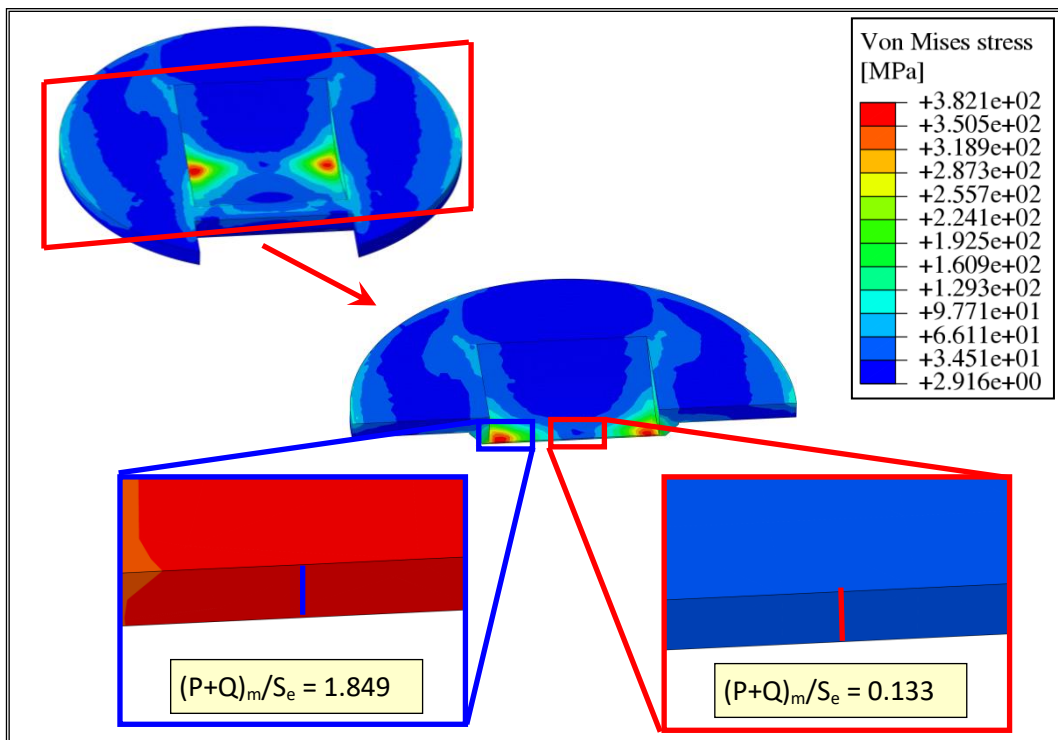 Von Mises stress
[MPa]
+3.821e+02
+3.505e+02
+3.189e+02
+2.873e+02
+2.557e+02
+2.241e+02
+1.925e+02
+1.609e+02
+1.293e+02
+9.771e+01
+6.611e+01
+3.451e+01
+2.916e+00
(P+Q)m/Se = 1.849
(P+Q)m/Se = 0.133